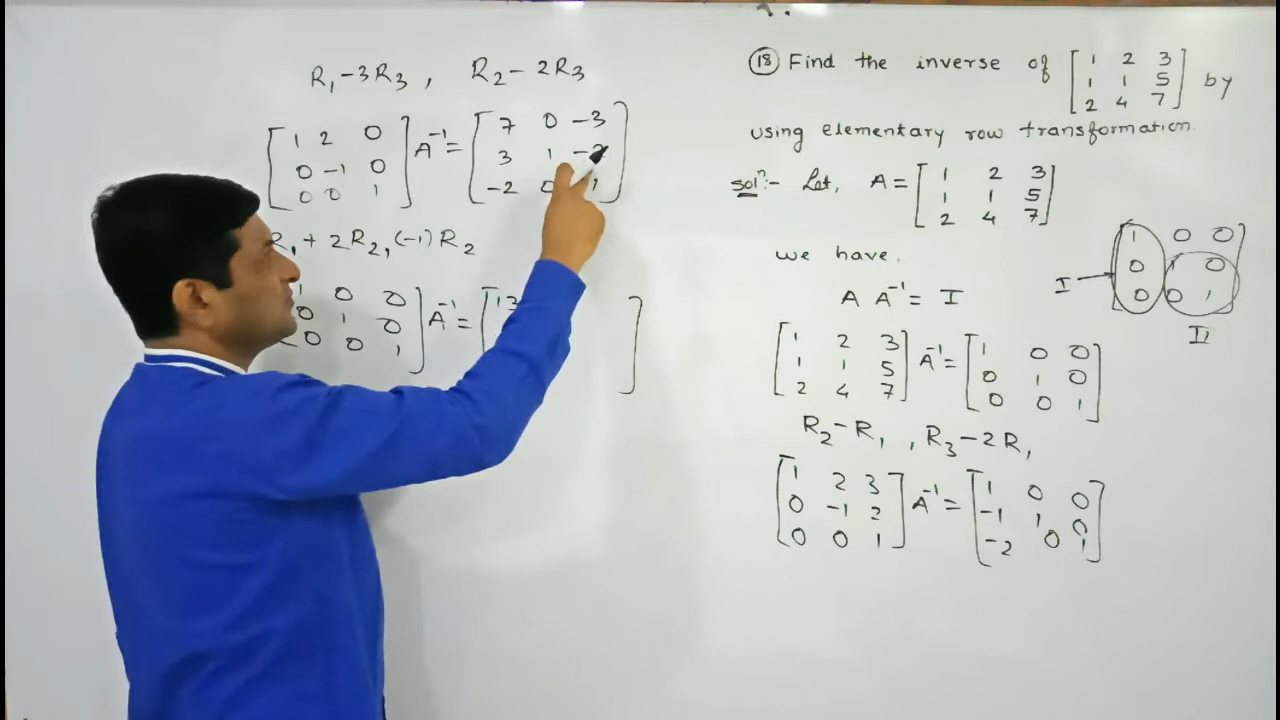 R₁ - 3R₃ , R₂ - 2R₃
[1 2 0] A⁻¹ = [7 0 -3]
[0 -1 0] [3 1 -2]
[0 0 1] [-2 0 1]
R₁ + 2R₂, (-1)R₂
[1 0 0] A⁻¹ = [13
[0 1 0]
[0 0 1]
(18) Find the inverse of [1 2 3] by
[1 1 5]
[2 4 7]
using elementary row transformation.
solⁿ:- Let, A = [1 2 3]
[1 1 5]
[2 4 7]
we have.
A A⁻¹ = I
[1 2 3] A⁻¹ = [1 0 0]
[1 1 5] [0 1 0]
[2 4 7] [0 0 1]
R₂ - R₁ , R₃ - 2R₁
[1 2 3] A⁻¹ = [1 0 0]
[0 -1 2] [-1 1 0]
[0 0 1] [-2 0 1]
[1 0 0]
I [0 1 0]
[0 0 1]
II